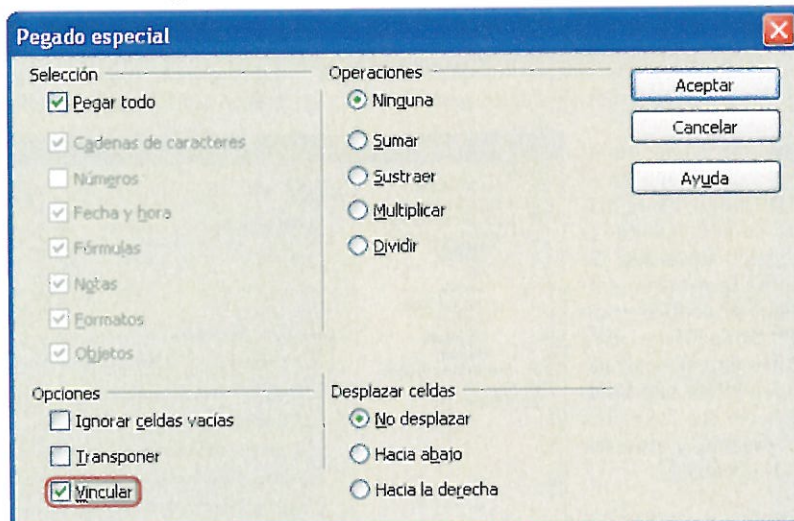 Pegado especial
Selección
Pegar todo
Cadenas de caracteres
Números
Fecha y hora
Fórmulas
Notas
Formatos
Objetos
Operaciones
Ninguna
Sumar
Sustraer
Multiplicar
Dividir
Aceptar
Cancelar
Ayuda
Opciones
Ignorar celdas vacías
Transponer
Vincular
Desplazar celdas
No desplazar
Hacia abajo
Hacia la derecha